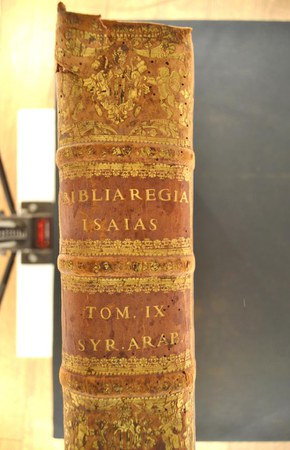 BIBLIA REGIA
ISAIAS
TOM. IX
SYR. ARAB.